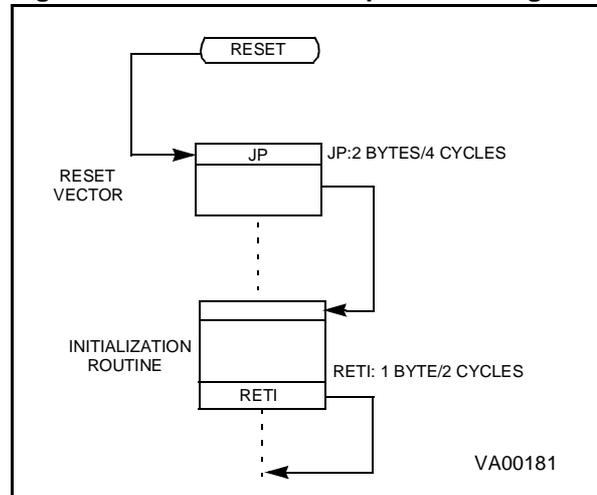 RESET
JP
JP:2 BYTES/4 CYCLES
RESET
VECTOR
INITIALIZATION
ROUTINE
RETI: 1 BYTE/2 CYCLES
RETI
VA00181